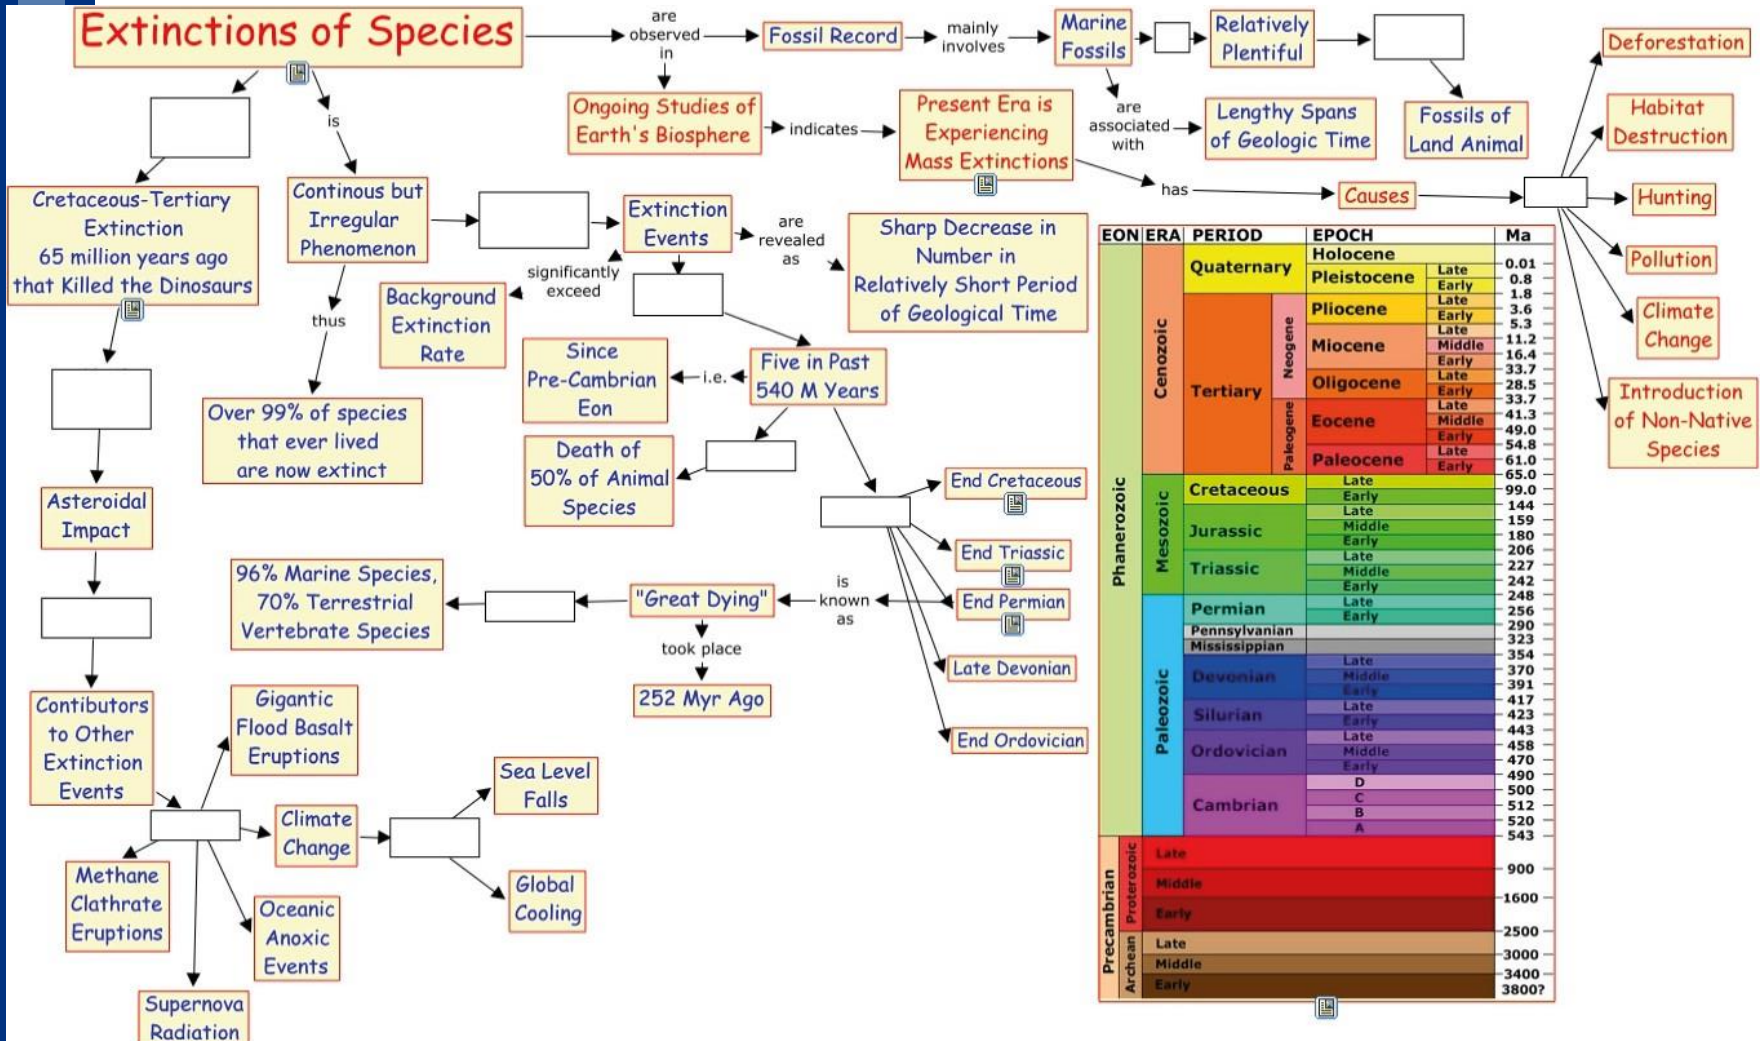 Extinctions of Species
are
observed
in
Fossil Record
mainly
involves
Marine
Fossils
Relatively
Plentiful
Ongoing Studies of
Earth's Biosphere
indicates
Present Era is
Experiencing
Mass Extinctions
are
associated
with
Lengthy Spans
of Geologic Time
Fossils of
Land Animal
has
Causes
Deforestation
Habitat
Destruction
Hunting
Pollution
Climate
Change
Introduction
of Non-Native
Species
is
Cretaceous-Tertiary
Extinction
65 million years ago
that Killed the Dinosaurs
Continous but
Irregular
Phenomenon
Extinction
Events
are
revealed
as
Sharp Decrease in
Number in
Relatively Short Period
of Geological Time
significantly
exceed
Background
Extinction
Rate
thus
Over 99% of species
that ever lived
are now extinct
Five in Past
540 M Years
i.e.
Since
Pre-Cambrian
Eon
Death of
50% of Animal
Species
End Cretaceous
End Triassic
End Permian
Late Devonian
End Ordovician
is
known
as
"Great Dying"
took place
252 Myr Ago
96% Marine Species,
70% Terrestrial
Vertebrate Species
Asteroidal
Impact
Contibutors
to Other
Extinction
Events
Gigantic
Flood Basalt
Eruptions
Climate
Change
Sea Level
Falls
Global
Cooling
Methane
Clathrate
Eruptions
Oceanic
Anoxic
Events
Supernova
Radiation
EON ERA PERIOD EPOCH Ma
Phanerozoic
Cenozoic
Quaternary
Holocene
0.01
Pleistocene
Late
0.8
Early
1.8
Tertiary
Neogene
Pliocene
Late
3.6
Early
5.3
Miocene
Late
11.2
Middle
16.4
Early
33.7
Oligocene
Late
28.5
Early
33.7
Paleogene
Eocene
Late
41.3
Middle
49.0
Early
54.8
Paleocene
Late
61.0
Early
65.0
Mesozoic
Cretaceous
Late
99.0
Early
144
Jurassic
Late
159
Middle
180
Early
206
Triassic
Late
227
Middle
242
Early
248
Paleozoic
Permian
Late
256
Early
290
Pennsylvanian
323
Mississippian
354
Devonian
Late
370
Middle
391
Early
417
Silurian
Late
423
Early
443
Ordovician
Late
458
Middle
470
Early
490
Cambrian
D
500
C
512
B
520
A
543
Precambrian
Proterozoic
Late
900
Middle
1600
Early
2500
Archean
Late
3000
Middle
3400
Early
3800?